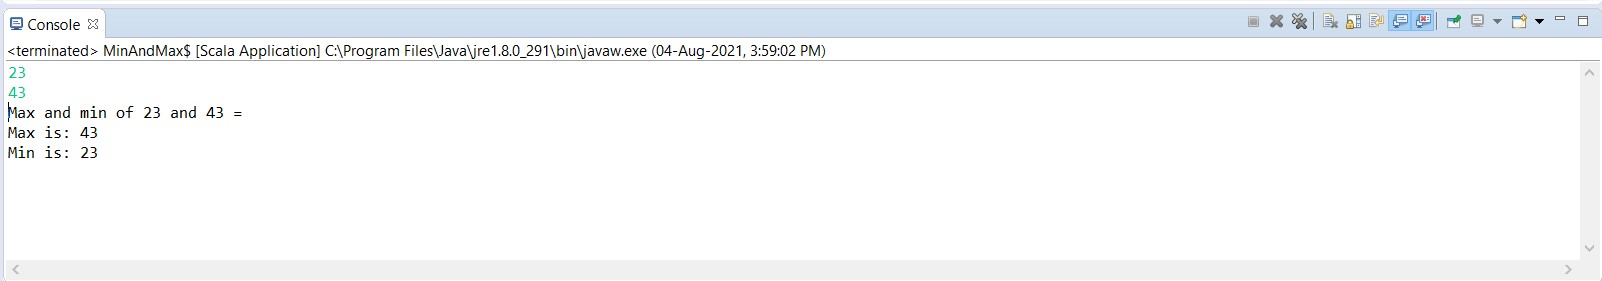 Console
<terminated> MinAndMax$ [Scala Application] C:\Program Files\Java\jre1.8.0_291\bin\javaw.exe (04-Aug-2021, 3:59:02 PM)
23
43
Max and min of 23 and 43 =
Max is: 43
Min is: 23